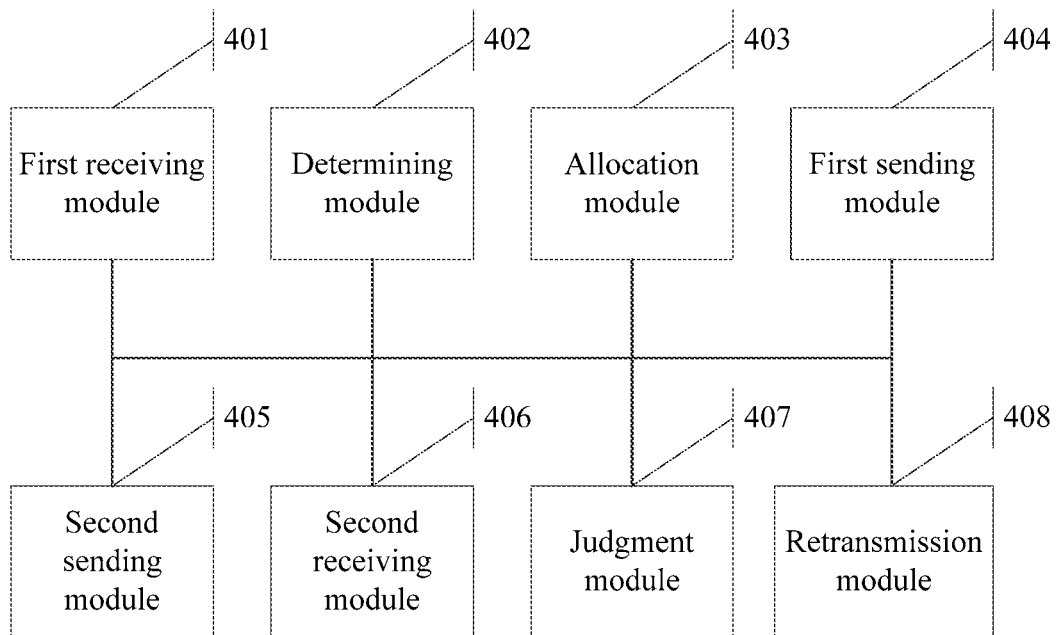 401
402
403
404
First receiving
module
Determining
module
Allocation
module
First sending
module
405
406
407
408
Second
sending
module
Second
receiving
module
Judgment
module
Retransmission
module